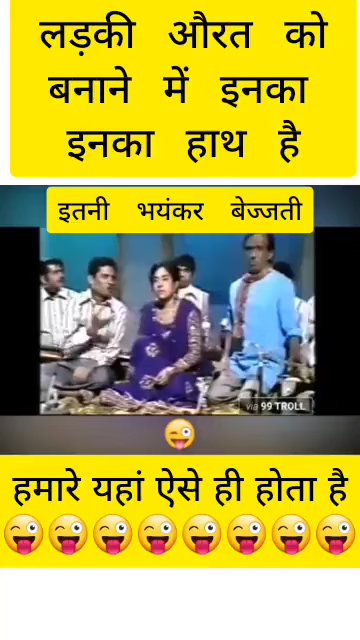 लड़की औरत को
बनाने में इनका
इनका हाथ है
इतनी भयंकर बेज्जती
via 99 TROLL
हमारे यहां ऐसे ही होता है